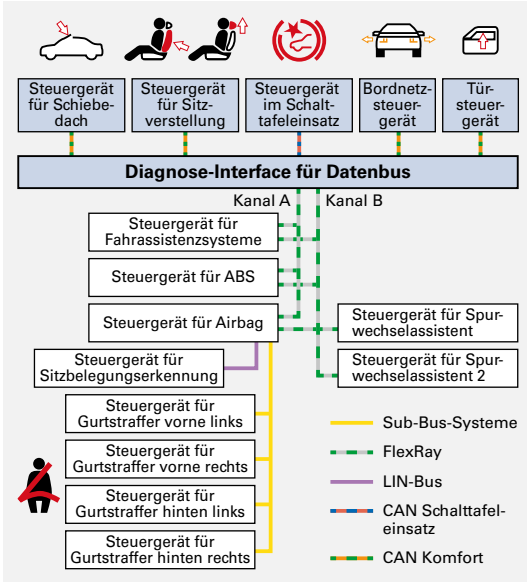 Steuergerät
für Schiebe-
dach
Steuergerät
für Sitz-
verstellung
Steuergerät
im Schalt-
tafeleinsatz
Bordnetz-
steuer-
gerät
Tür-
steuer-
gerät
Diagnose-Interface für Datenbus
Kanal A
Kanal B
Steuergerät für
Fahrassistenzsysteme
Steuergerät für ABS
Steuergerät für Airbag
Steuergerät für Spur-
wechselassistent
Steuergerät für
Sitzbelegungserkennung
Steuergerät für Spur-
wechselassistent 2
Steuergerät für
Gurtstraffer vorne links
Steuergerät für
Gurtstraffer vorne rechts
Steuergerät für
Gurtstraffer hinten links
Steuergerät für
Gurtstraffer hinten rechts
Sub-Bus-Systeme
FlexRay
LIN-Bus
CAN Schalttafel-
einsatz
CAN Komfort